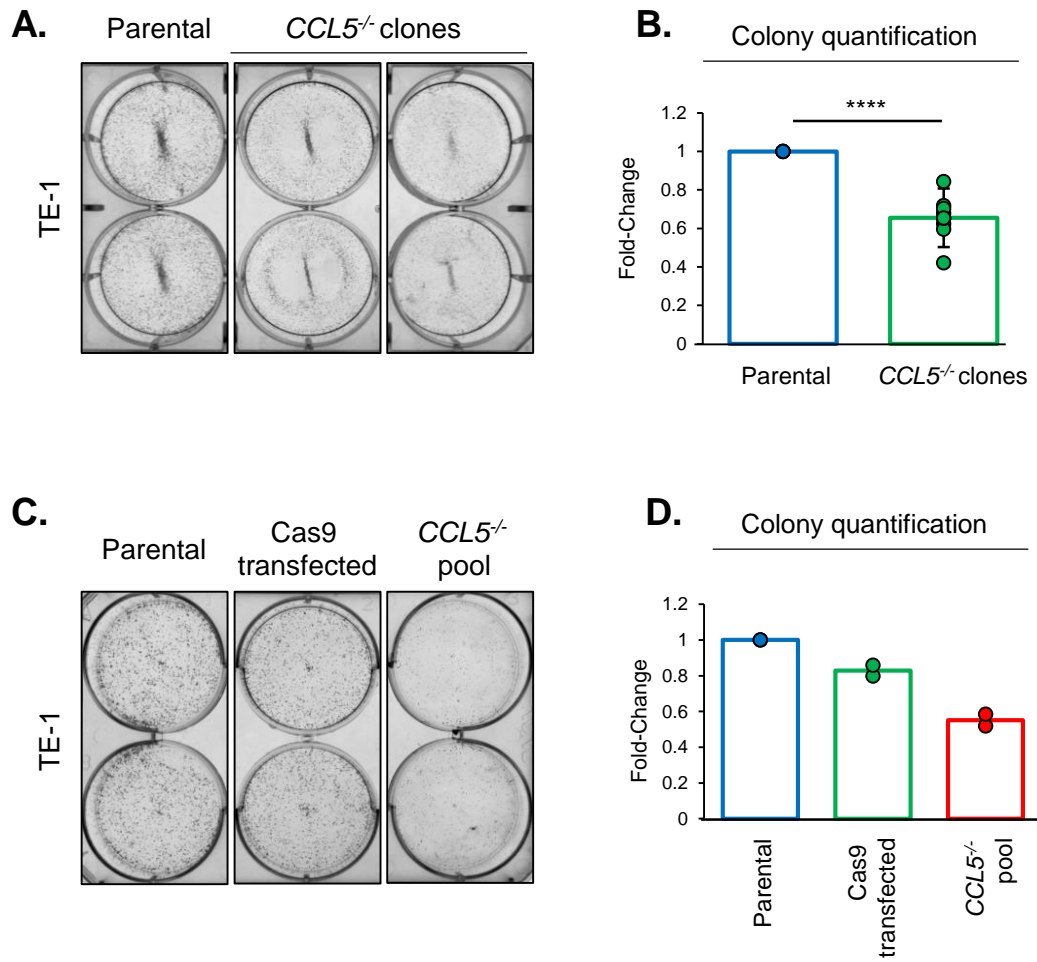 A.
Parental
CCL5-/- clones
TE-1
B.
Colony quantification
****
1.2
1
0.8
0.6
0.4
0.2
0
Fold-Change
Parental
CCL5-/- clones
C.
Parental
Cas9
transfected
CCL5-/-
pool
TE-1
D.
Colony quantification
1.2
1
0.8
0.6
0.4
0.2
0
Fold-Change
Parental
Cas9
transfected
CCL5-/-
pool